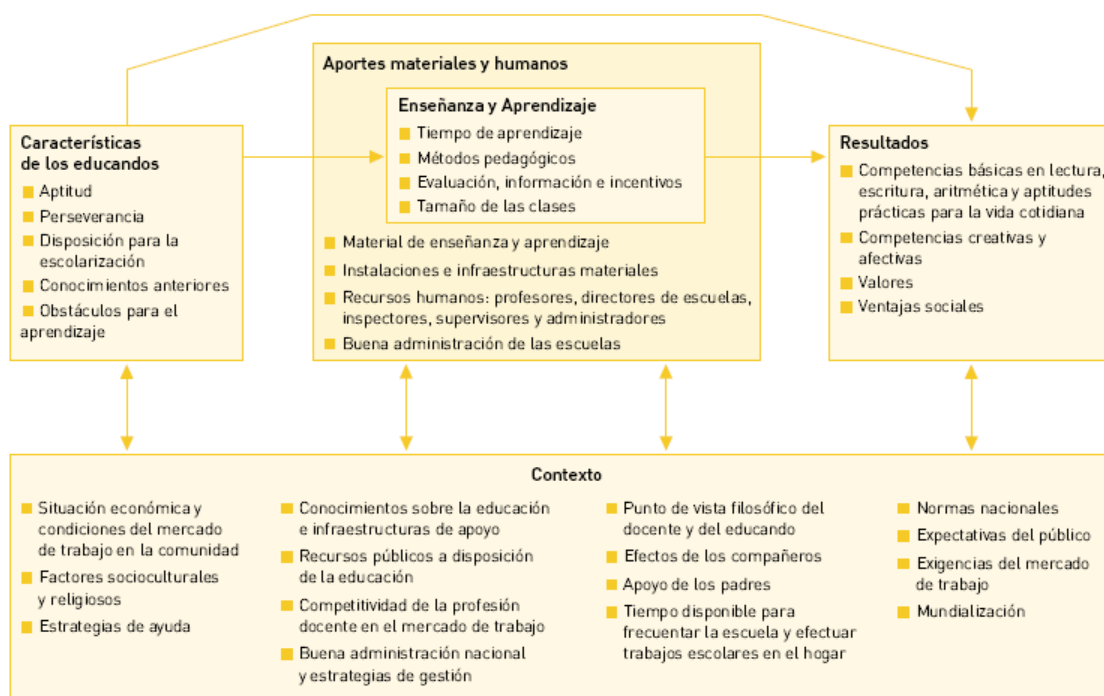 Aportes materiales y humanos
Enseñanza y Aprendizaje
Tiempo de aprendizaje
Métodos pedagógicos
Evaluación, información e incentivos
Tamaño de las clases
Material de enseñanza y aprendizaje
Instalaciones e infraestructuras materiales
Recursos humanos: profesores, directores de escuelas,
inspectores, supervisores y administradores
Buena administración de las escuelas
Características
de los educandos
Aptitud
Perseverancia
Disposición para la
escolarización
Conocimientos anteriores
Obstáculos para el
aprendizaje
Resultados
Competencias básicas en lectura,
escritura, aritmética y aptitudes
prácticas para la vida cotidiana
Competencias creativas y
afectivas
Valores
Ventajas sociales
Contexto
Situación económica y
condiciones del mercado
de trabajo en la comunidad
Factores socioculturales
y religiosos
Estrategias de ayuda
Conocimientos sobre la educación
e infraestructuras de apoyo
Recursos públicos a disposición
de la educación
Competitividad de la profesión
docente en el mercado de trabajo
Buena administración nacional
y estrategias de gestión
Punto de vista filosófico del
docente y del educando
Efectos de los compañeros
Apoyo de los padres
Tiempo disponible para
frecuentar la escuela y efectuar
trabajos escolares en el hogar
Normas nacionales
Expectativas del público
Exigencias del mercado
de trabajo
Mundialización